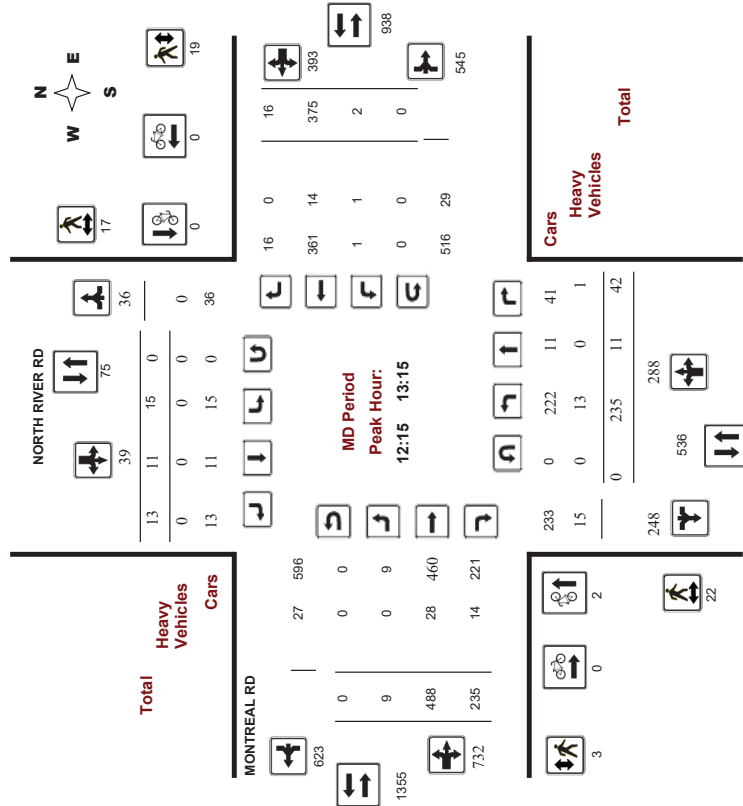 N
W E
S
17
19
0
0
NORTH RIVER RD
39
75
36
13 11 15 0
0 0 0 0 0
13 11 15 0 36
Total
Heavy
Vehicles
Cars
MONTREAL RD
623
27 596
1355
0 0 0
9 0 9
488 28 460
235 14 221
732
MD Period
Peak Hour:
12:15 13:15
16 0 16
361 14 375
1 1 2
0 0 0
516 29
393
938
545
Cars
Heavy
Vehicles
Total
233 0 222 11 41
15 0 13 0 1
0 235 11 42
248
536
288
3
0
2
22